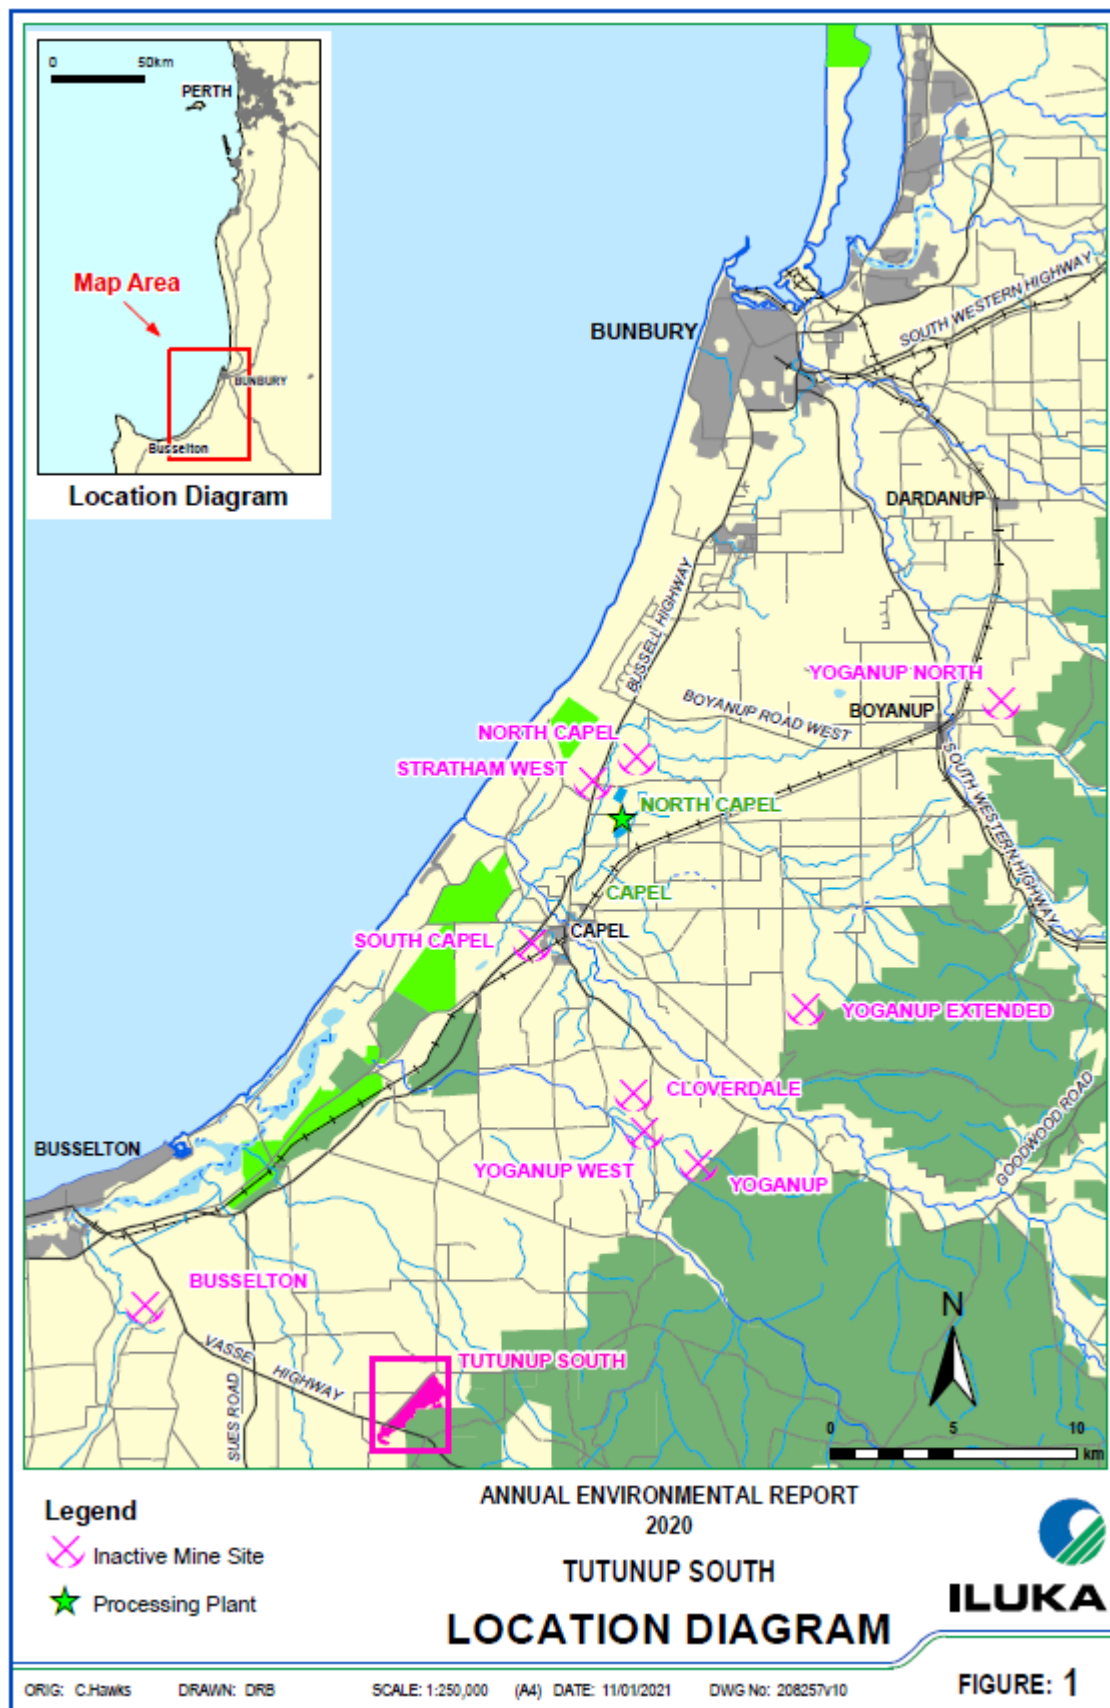 0 50km
PERTH
Map Area
BUNBURY
Busselton
Location Diagram
SOUTH WESTERN HIGHWAY
BUNBURY
DARDANUP
BUSSELL HIGHWAY
YOGANUP NORTH
BOYANUP ROAD WEST
BOYANUP
NORTH CAPEL
STRATHAM WEST
NORTH CAPEL
SOUTH WESTERN HIGHWAY
CAPEL
CAPEL
SOUTH CAPEL
YOGANUP EXTENDED
CLOVERDALE
GOODWOOD ROAD
BUSSELTON
YOGANUP WEST
YOGANUP
BUSSELTON
N
VASSE HIGHWAY
TUTUNUP SOUTH
SUES ROAD
0 5 10
km
Legend
Inactive Mine Site
Processing Plant
ANNUAL ENVIRONMENTAL REPORT
2020
TUTUNUP SOUTH
LOCATION DIAGRAM
ILUKA
ORIG: C.Hawks DRAWN: DRB SCALE: 1:250,000 (A4) DATE: 11/01/2021 DWG No: 208257v10
FIGURE: 1